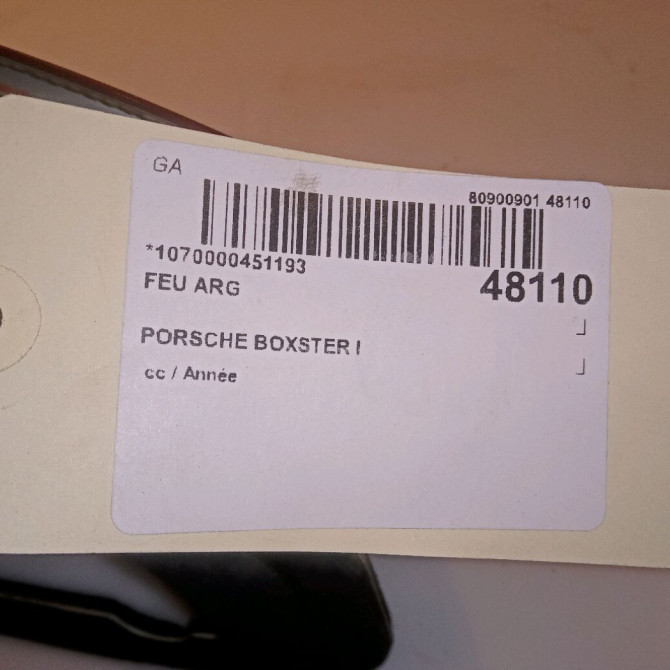 GA
80900901 48110
*1070000451193
48110
FEU ARG
PORSCHE BOXSTER I
cc / Année